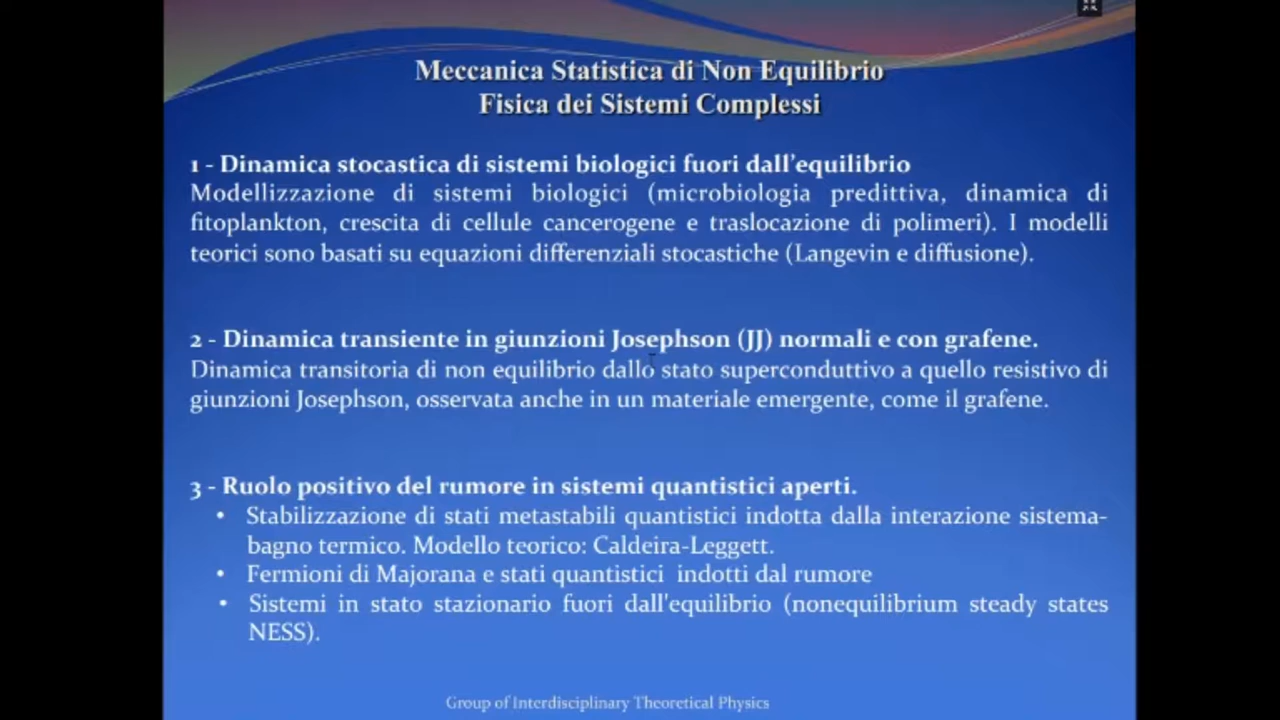 Meccanica Statistica di Non Equilibrio
Fisica dei Sistemi Complessi
1 - Dinamica stocastica di sistemi biologici fuori dall'equilibrio
Modellizzazione di sistemi biologici (microbiologia predittiva, dinamica di
fitoplankton, crescita di cellule cancerogene e traslocazione di polimeri). I modelli
teorici sono basati su equazioni differenziali stocastiche (Langevin e diffusione).
2 - Dinamica transiente in giunzioni Josephson (JJ) normali e con grafene.
Dinamica transitoria di non equilibrio dallo stato superconduttivo a quello resistivo di
giunzioni Josephson, osservata anche in un materiale emergente, come il grafene.
3 - Ruolo positivo del rumore in sistemi quantistici aperti.
• Stabilizzazione di stati metastabili quantistici indotta dalla interazione sistema-
bagno termico. Modello teorico: Caldeira-Leggett.
• Fermioni di Majorana e stati quantistici indotti dal rumore
• Sistemi in stato stazionario fuori dall'equilibrio (nonequilibrium steady states
NESS).
Group of Interdisciplinary Theoretical Physics